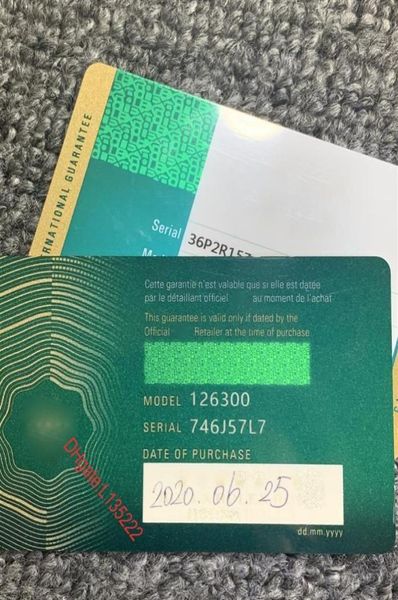 INTERNATIONAL GUARANTEE
Serial 36P2R157
Cette garantie n'est valable que si elle est datée
par le détaillant officiel au moment de l'achat
This guarantee is valid only if dated by the
Official Retailer at the time of purchase.
MODEL 126300
SERIAL 746J57L7
DATE OF PURCHASE
2020.06.25
dd.mm.yyyy